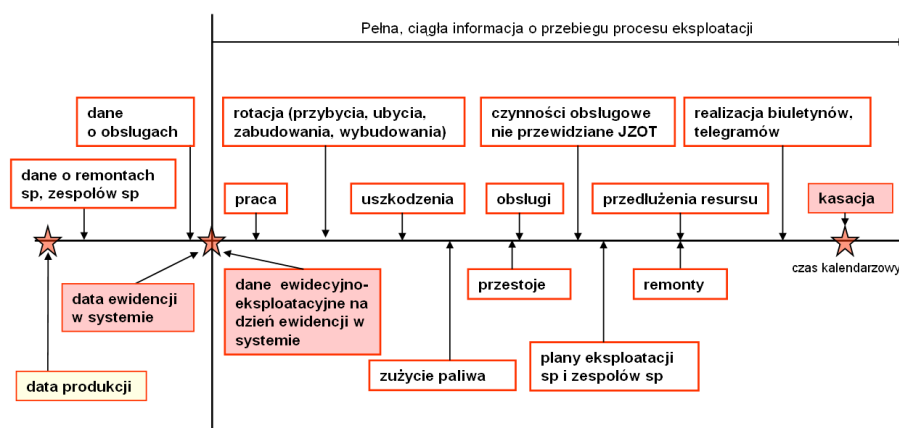 Pełna, ciągła informacja o przebiegu procesu eksploatacji
dane
o obsługach
rotacja (przybycia, ubycia,
zabudowania, wybudowania)
czynności obsługowe
nie przewidziane JZOT
realizacja biuletynów,
telegramów
dane o remontach
sp, zespołów sp
praca
uszkodzenia
obsługi
przedłużenia resursu
kasacja
czas kalendarzowy
data ewidencji
w systemie
dane ewidecyjno-
eksploatacyjne na
dzień ewidencji w
systemie
przestoje
remonty
data produkcji
zużycie paliwa
plany eksploatacji
sp i zespołów sp